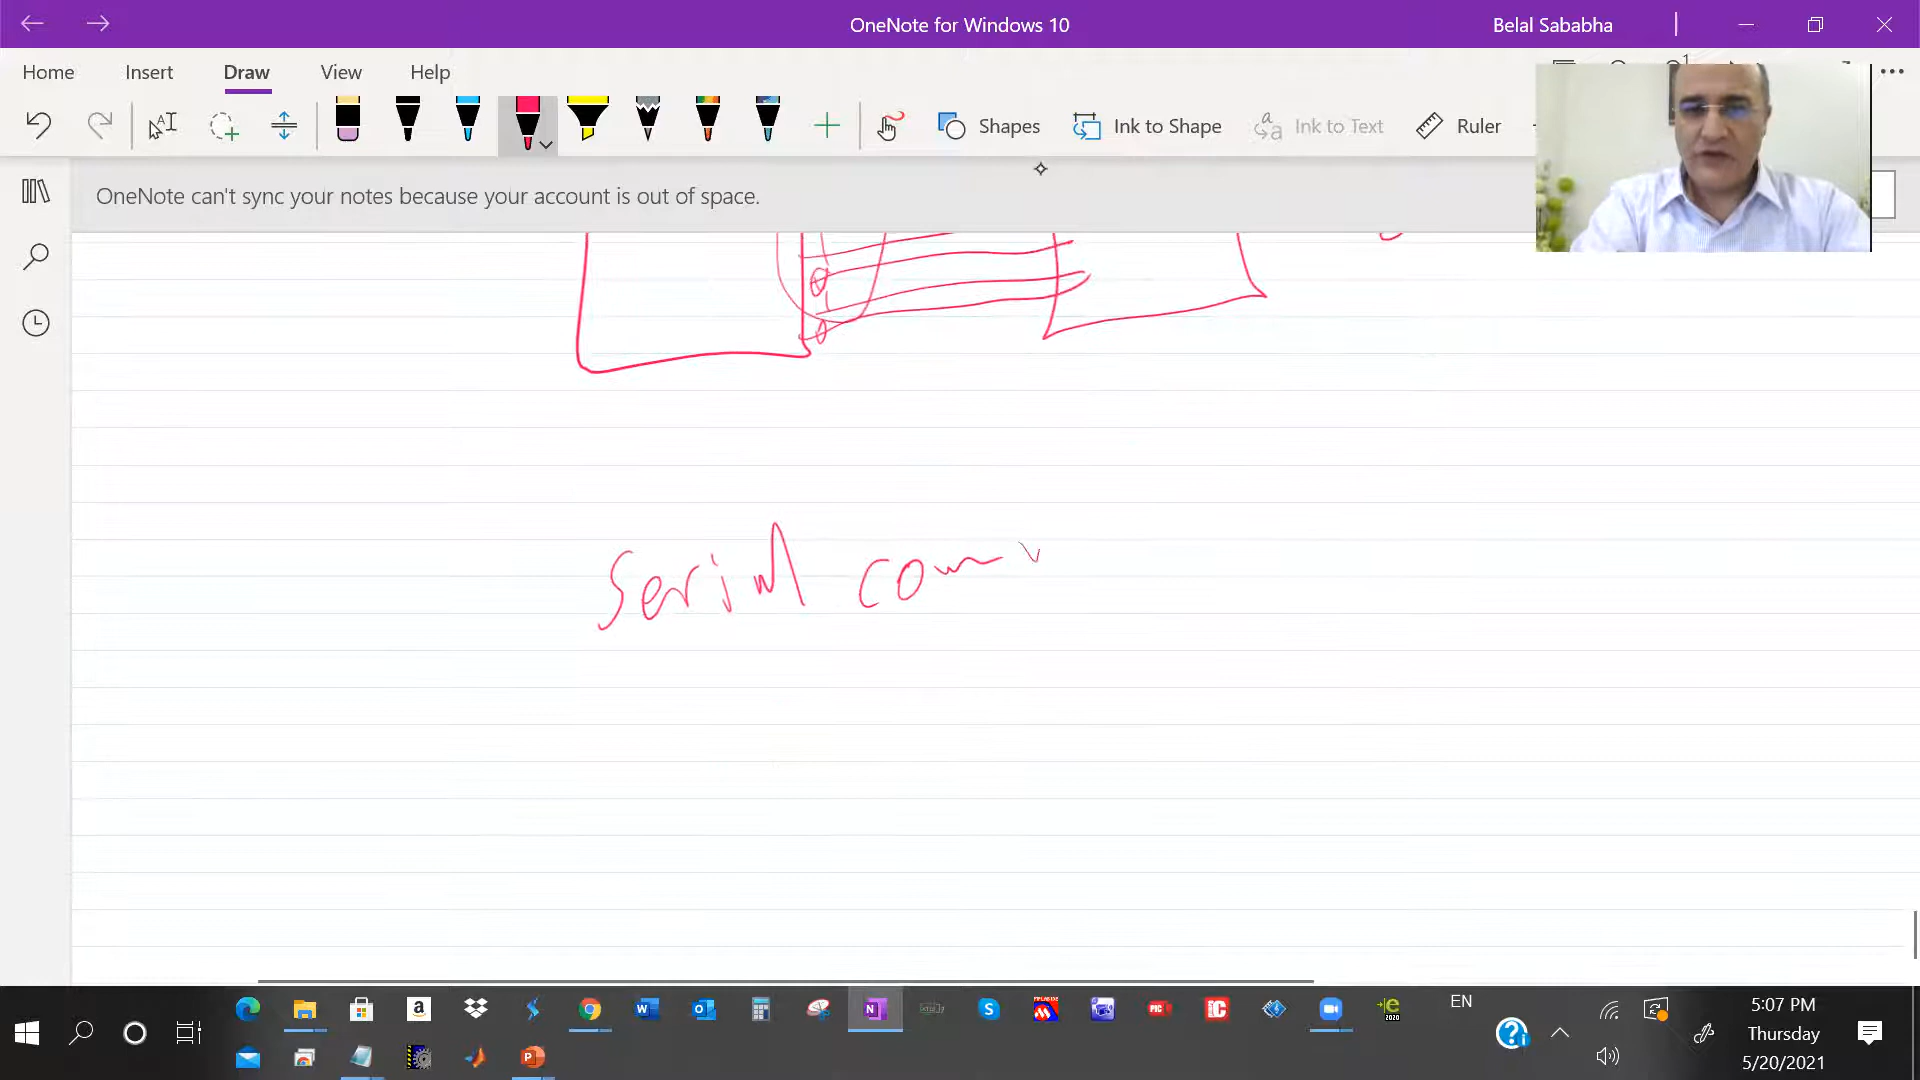 OneNote for Windows 10
Belal Sababha
Home Insert Draw View Help
Shapes Ink to Shape Ink to Text Ruler
OneNote can't sync your notes because your account is out of space.
Serial com
EN
5:07 PM
Thursday
5/20/2021